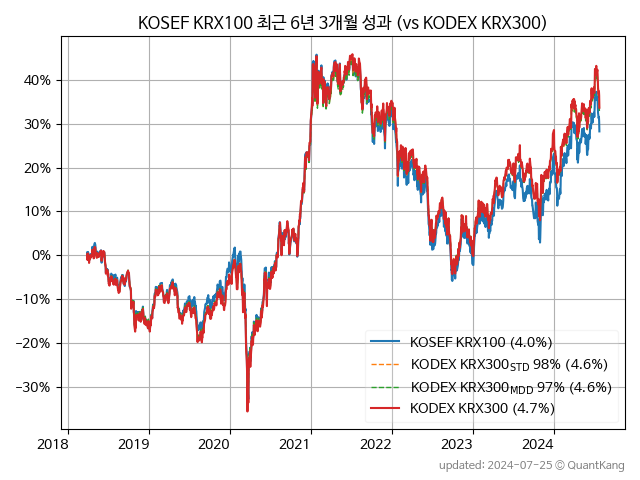 KOSEF KRX100 최근 6년 3개월 성과 (vs KODEX KRX300)
40%
30%
20%
10%
0%
−10%
−20%
−30%
KOSEF KRX100 (4.0%)
KODEX KRX300STD 98% (4.6%)
KODEX KRX300MDD 97% (4.6%)
KODEX KRX300 (4.7%)
2018 2019 2020 2021 2022 2023 2024
updated: 2024-07-25 © QuantKang